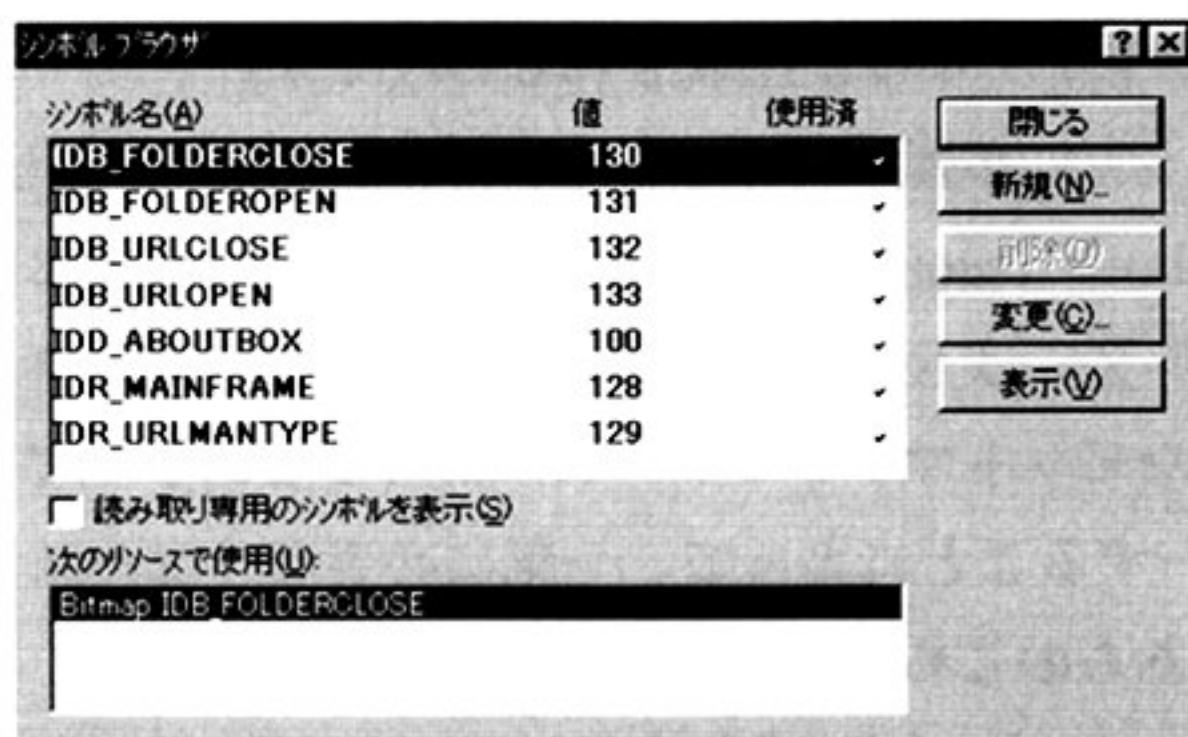 シンボル ブラウザ
シンボル名(A) 値 使用済
IDB_FOLDERCLOSE 130
IDB_FOLDEROPEN 131
IDB_URLCLOSE 132
IDB_URLOPEN 133
IDD_ABOUTBOX 100
IDR_MAINFRAME 128
IDR_URLMANTYPE 129
閉じる
新規(N)...
削除(D)
変更(C)...
表示(V)
読み取り専用のシンボルを表示(S)
次のリソースで使用(U):
Bitmap IDB_FOLDERCLOSE